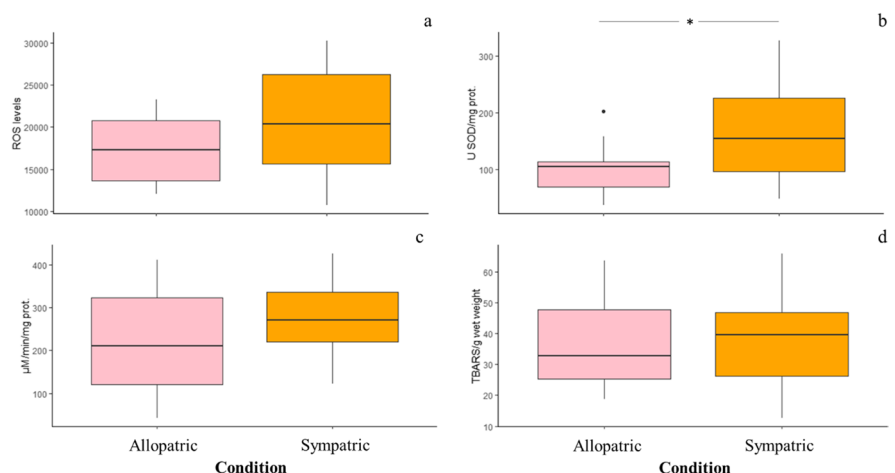 a
ROS levels
30000
25000
20000
15000
10000
b
*
U SOD/mg prot.
300
200
100
c
µM/min/mg prot.
400
300
200
100
Allopatric Sympatric
Condition
d
TBARS/g wet weight
60
50
40
30
20
10
Allopatric Sympatric
Condition